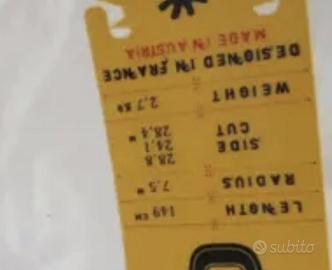 LENGTH 149 CM
RADIUS 7.5 M
SIDE CUT
28.8
24.1
28.4 M
WEIGHT 2,7 KG
DESIGNED IN FRANCE
MADE IN AUSTRIA
subito